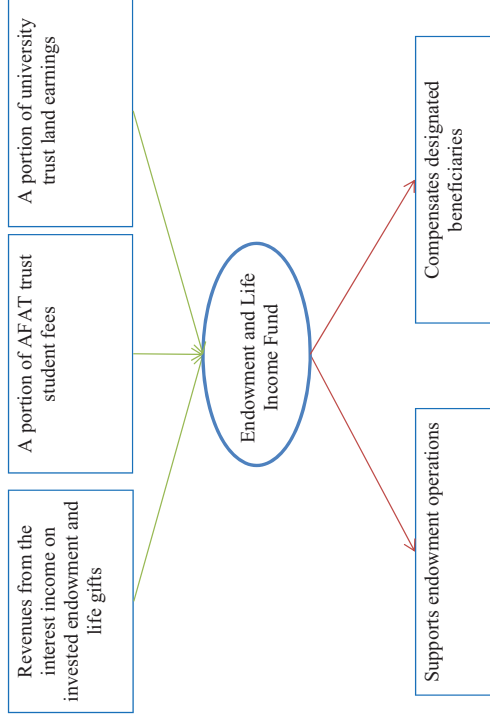 Revenues from the
interest income on
invested endowment and
life gifts
A portion of AFAT trust
student fees
A portion of university
trust land earnings
Endowment and Life
Income Fund
Supports endowment operations
Compensates designated
beneficiaries